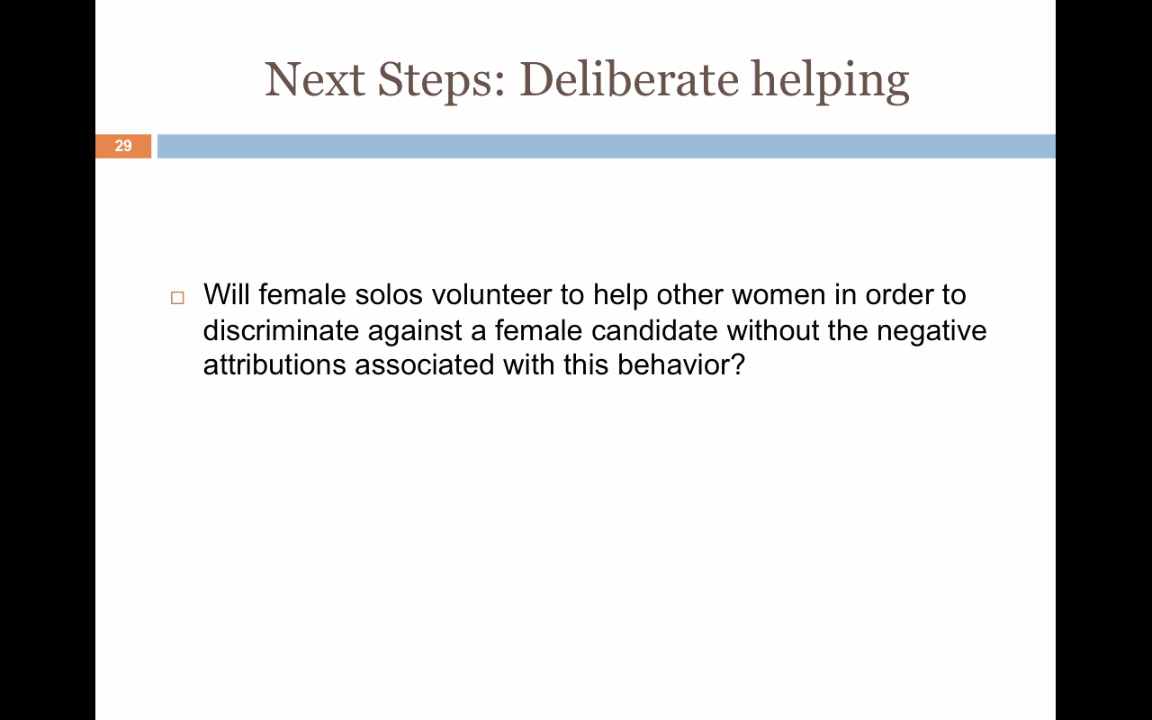 Next Steps: Deliberate helping
29
Will female solos volunteer to help other women in order to
discriminate against a female candidate without the negative
attributions associated with this behavior?